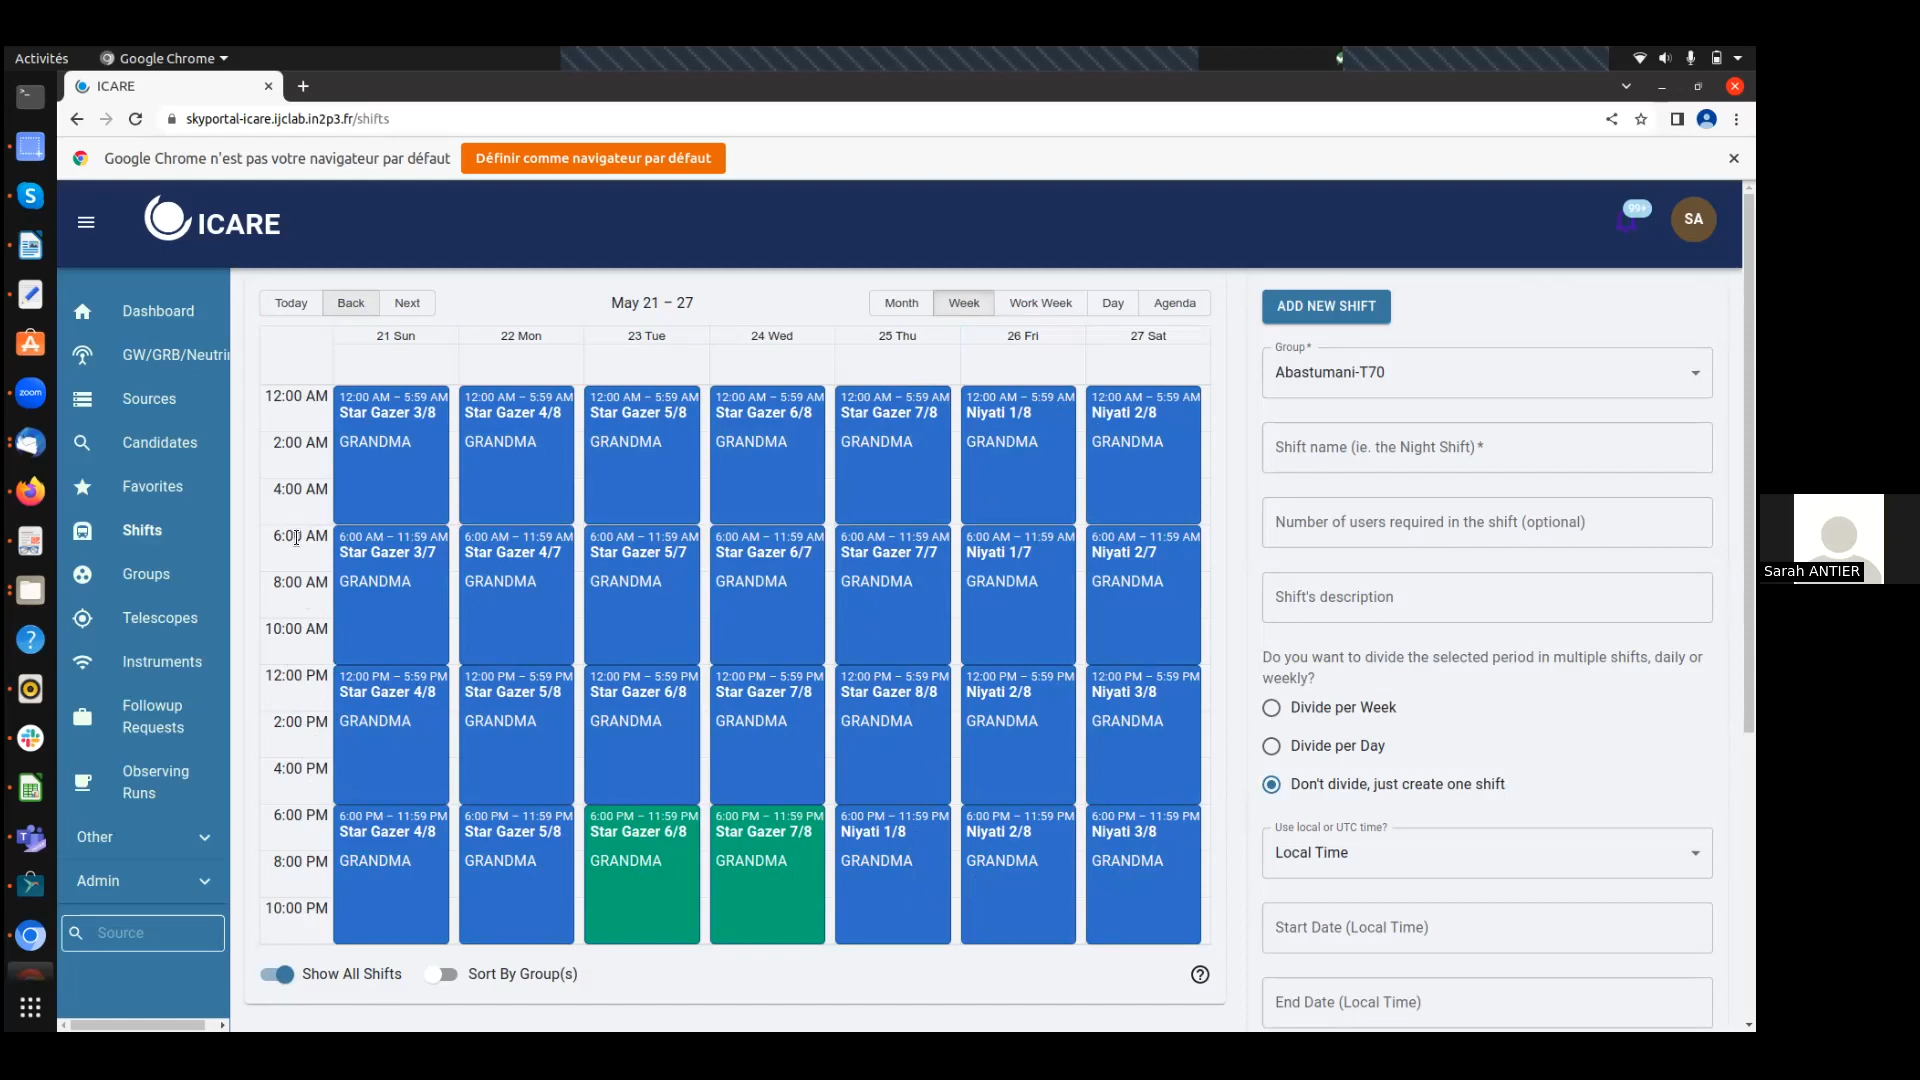 Activités
Google Chrome
ICARE
skyportal-icare.ijclab.in2p3.fr/shifts
Google Chrome n'est pas votre navigateur par défaut
Définir comme navigateur par défaut
ICARE
99+
SA
Dashboard
GW/GRB/Neutri
Sources
Candidates
Favorites
Shifts
Groups
Telescopes
Instruments
Followup
Requests
Observing
Runs
Other
Admin
Source
zoom
Today Back Next
May 21 – 27
Month Week Work Week Day Agenda
21 Sun 22 Mon 23 Tue 24 Wed 25 Thu 26 Fri 27 Sat
12:00 AM
2:00 AM
4:00 AM
6:00 AM
8:00 AM
10:00 AM
12:00 PM
2:00 PM
4:00 PM
6:00 PM
8:00 PM
10:00 PM
12:00 AM – 5:59 AM 12:00 AM – 5:59 AM 12:00 AM – 5:59 AM 12:00 AM – 5:59 AM 12:00 AM – 5:59 AM 12:00 AM – 5:59 AM 12:00 AM – 5:59 AM
Star Gazer 3/8 Star Gazer 4/8 Star Gazer 5/8 Star Gazer 6/8 Star Gazer 7/8 Niyati 1/8 Niyati 2/8
GRANDMA GRANDMA GRANDMA GRANDMA GRANDMA GRANDMA GRANDMA
6:00 AM – 11:59 AM 6:00 AM – 11:59 AM 6:00 AM – 11:59 AM 6:00 AM – 11:59 AM 6:00 AM – 11:59 AM 6:00 AM – 11:59 AM 6:00 AM – 11:59 AM
Star Gazer 3/7 Star Gazer 4/7 Star Gazer 5/7 Star Gazer 6/7 Star Gazer 7/7 Niyati 1/7 Niyati 2/7
GRANDMA GRANDMA GRANDMA GRANDMA GRANDMA GRANDMA GRANDMA
12:00 PM – 5:59 PM 12:00 PM – 5:59 PM 12:00 PM – 5:59 PM 12:00 PM – 5:59 PM 12:00 PM – 5:59 PM 12:00 PM – 5:59 PM 12:00 PM – 5:59 PM
Star Gazer 4/8 Star Gazer 5/8 Star Gazer 6/8 Star Gazer 7/8 Star Gazer 8/8 Niyati 2/8 Niyati 3/8
GRANDMA GRANDMA GRANDMA GRANDMA GRANDMA GRANDMA GRANDMA
6:00 PM – 11:59 PM 6:00 PM – 11:59 PM 6:00 PM – 11:59 PM 6:00 PM – 11:59 PM 6:00 PM – 11:59 PM 6:00 PM – 11:59 PM 6:00 PM – 11:59 PM
Star Gazer 4/8 Star Gazer 5/8 Star Gazer 6/8 Star Gazer 7/8 Niyati 1/8 Niyati 2/8 Niyati 3/8
GRANDMA GRANDMA GRANDMA GRANDMA GRANDMA GRANDMA GRANDMA
Show All Shifts
Sort By Group(s)
ADD NEW SHIFT
Group*
Abastumani-T70
Shift name (ie. the Night Shift)*
Number of users required in the shift (optional)
Shift's description
Do you want to divide the selected period in multiple shifts, daily or
weekly?
Divide per Week
Divide per Day
Don't divide, just create one shift
Use local or UTC time?
Local Time
Start Date (Local Time)
End Date (Local Time)
Sarah ANTIER